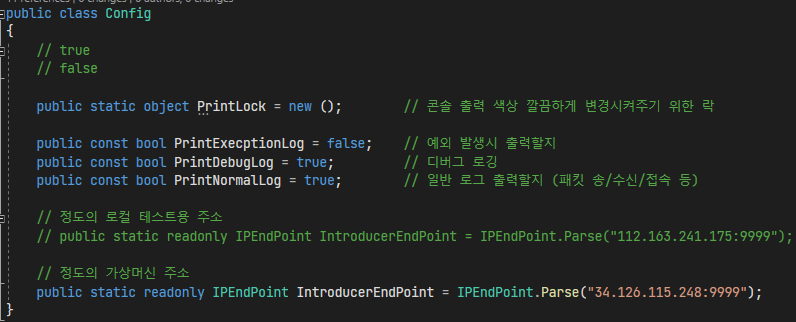 public class Config
{
// true
// false
public static object PrintLock = new (); // 콘솔 출력 색상 깔끔하게 변경시켜주기 위한 락
public const bool PrintExecptionLog = false; // 예외 발생시 출력할지
public const bool PrintDebugLog = true; // 디버그 로깅
public const bool PrintNormalLog = true; // 일반 로그 출력할지 (패킷 송/수신/접속 등)
// 정도의 로컬 테스트용 주소
// public static readonly IPEndPoint IntroducerEndPoint = IPEndPoint.Parse("112.163.241.175:9999");
// 정도의 가상머신 주소
public static readonly IPEndPoint IntroducerEndPoint = IPEndPoint.Parse("34.126.115.248:9999");
}